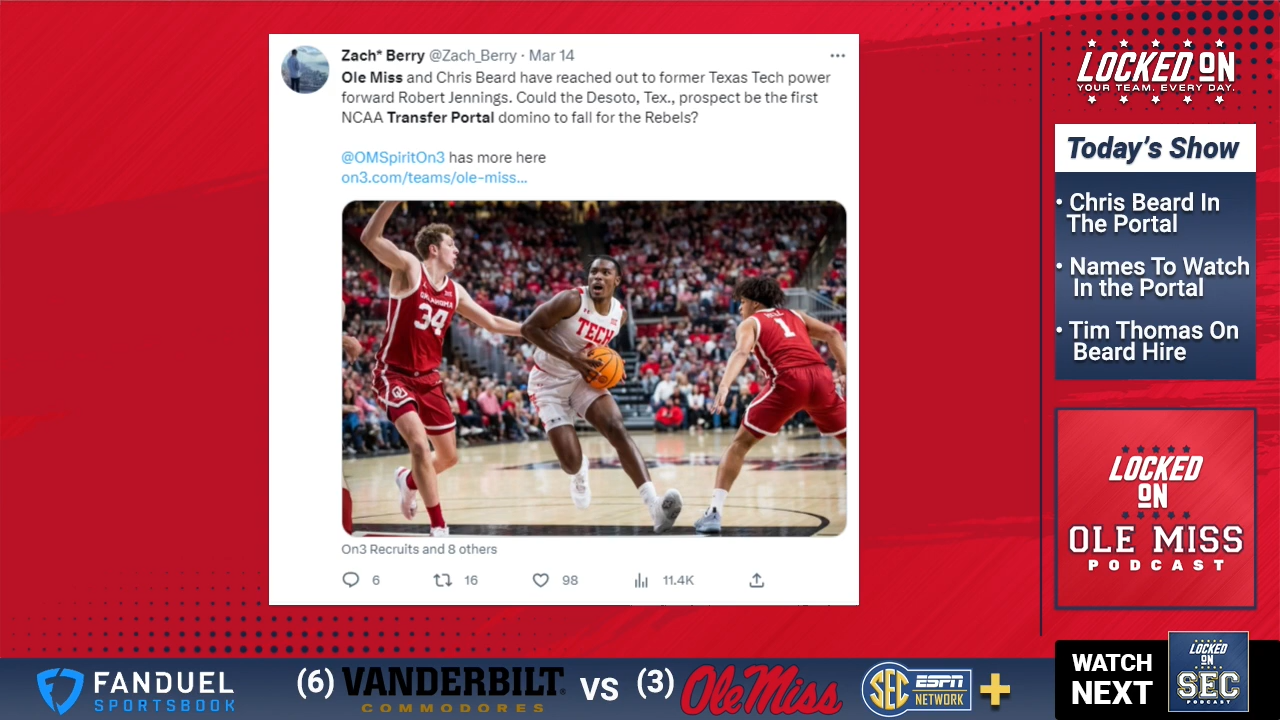 Zach* Berry @Zach_Berry · Mar 14
Ole Miss and Chris Beard have reached out to former Texas Tech power
forward Robert Jennings. Could the Desoto, Tex., prospect be the first
NCAA Transfer Portal domino to fall for the Rebels?
@OMSpiritOn3 has more here
on3.com/teams/ole-miss...
OKLAHOMA
34
TECH
HILL
1
OU
On3 Recruits and 8 others
6
16
98
11.4K
LOCKED ON
YOUR TEAM. EVERY DAY.
Today's Show
• Chris Beard In
The Portal
• Names To Watch
In the Portal
• Tim Thomas On
Beard Hire
LOCKED
ON
OLE MISS
PODCAST
FANDUEL
SPORTSBOOK
(6) VANDERBILT
COMMODORES
VS
(3) Ole Miss
SEC ESPN
NETWORK +
WATCH
NEXT
LOCKED
ON
SEC
PODCAST